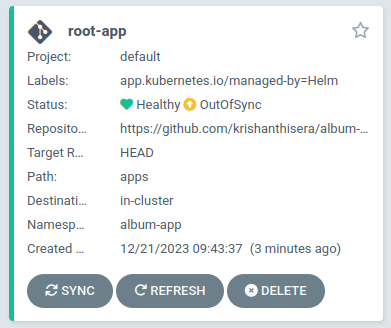 root-app
Project: default
Labels: app.kubernetes.io/managed-by=Helm
Status: Healthy OutOfSync
Reposito... https://github.com/krishanthisera/album-...
Target R... HEAD
Path: apps
Destinati... in-cluster
Namesp... album-app
Created ... 12/21/2023 09:43:37 (3 minutes ago)
SYNC REFRESH DELETE